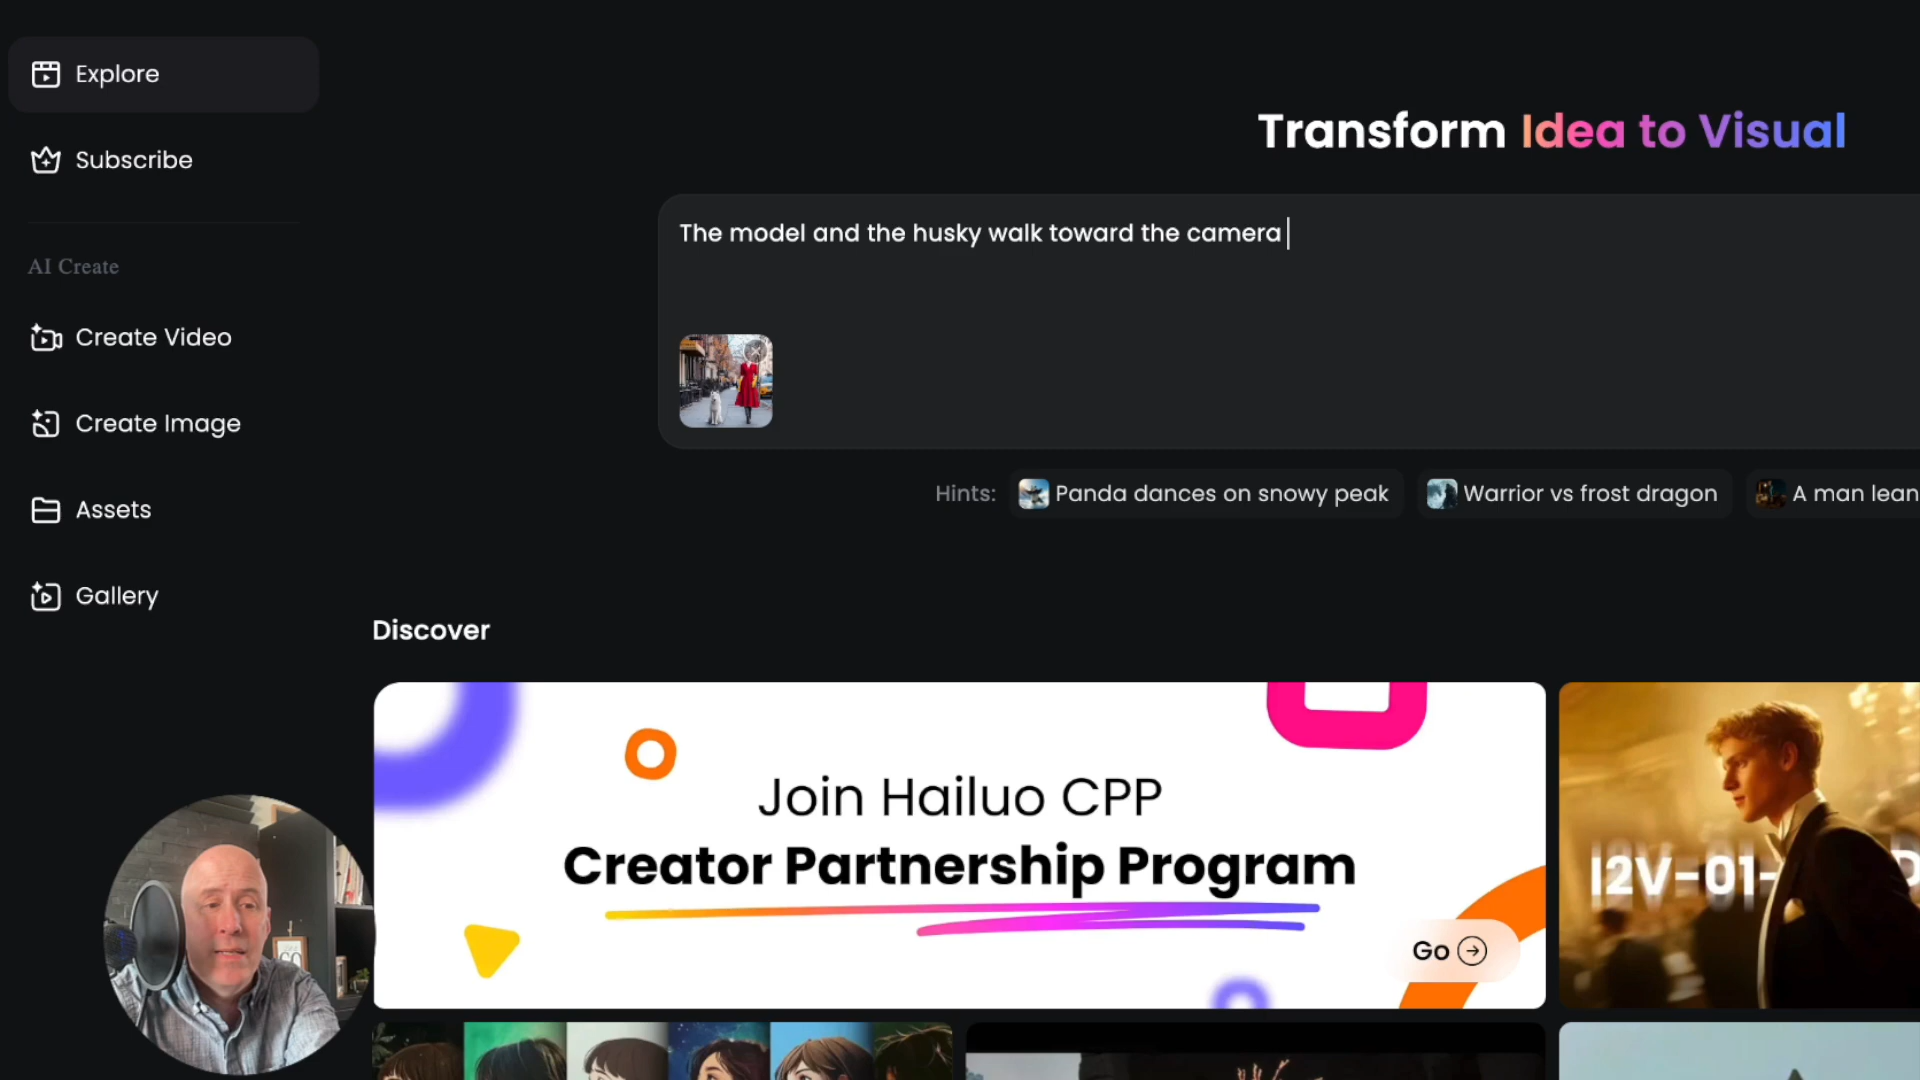 Explore
Subscribe
AI Create
Create Video
Create Image
Assets
Gallery
Transform Idea to Visual
The model and the husky walk toward the camera
Hints: Panda dances on snowy peak Warrior vs frost dragon A man lean
Discover
Join Hailuo CPP
Creator Partnership Program
Go
I2V-01-